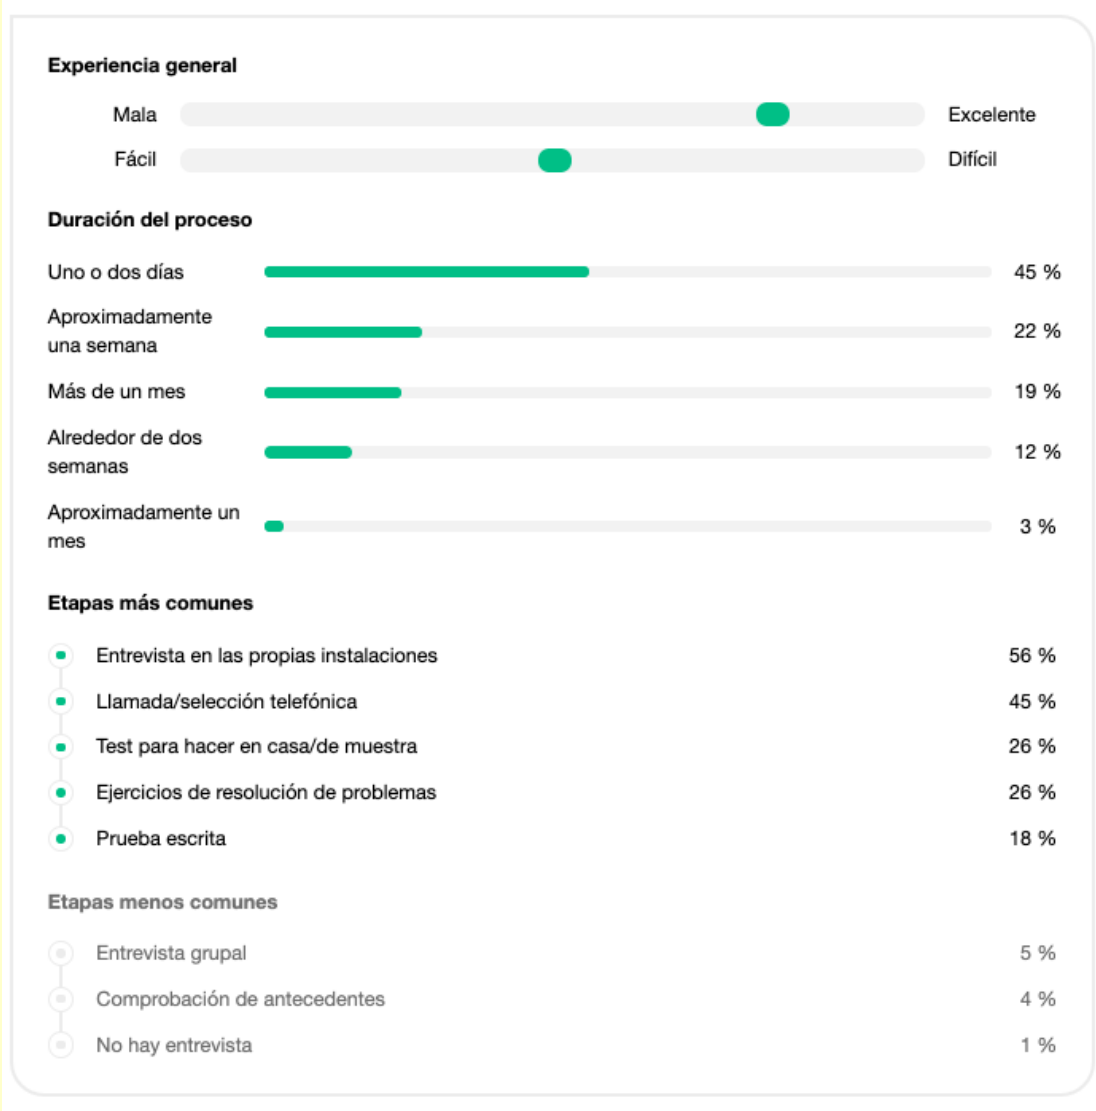 Experiencia general
Mala Excelente
Fácil Difícil
Duración del proceso
Uno o dos días 45 %
Aproximadamente
una semana 22 %
Más de un mes 19 %
Alrededor de dos
semanas 12 %
Aproximadamente un
mes 3 %
Etapas más comunes
Entrevista en las propias instalaciones 56 %
Llamada/selección telefónica 45 %
Test para hacer en casa/de muestra 26 %
Ejercicios de resolución de problemas 26 %
Prueba escrita 18 %
Etapas menos comunes
Entrevista grupal 5 %
Comprobación de antecedentes 4 %
No hay entrevista 1 %